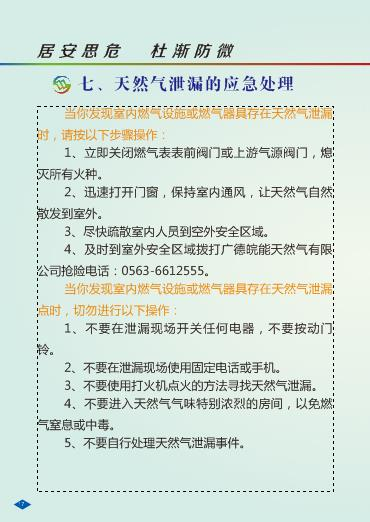 居安思危 杜渐防微
七、天然气泄漏的应急处理
当你发现室内燃气设施或燃气器具存在天然气泄漏
时，请按以下步骤操作：
1、立即关闭燃气表表前阀门或上游气源阀门，熄
灭所有火种。
2、迅速打开门窗，保持室内通风，让天然气自然
散发到室外。
3、尽快疏散室内人员到空外安全区域。
4、及时到室外安全区域拨打广德皖能天然气有限
公司抢险电话：0563-6612555。
当你发现室内燃气设施或燃气器具存在天然气泄漏
点时，切勿进行以下操作：
1、不要在泄漏现场开关任何电器，不要按动门
铃。
2、不要在泄漏现场使用固定电话或手机。
3、不要使用打火机点火的方法寻找天然气泄漏。
4、不要进入天然气气味特别浓烈的房间，以免燃
气窒息或中毒。
5、不要自行处理天然气泄漏事件。
7